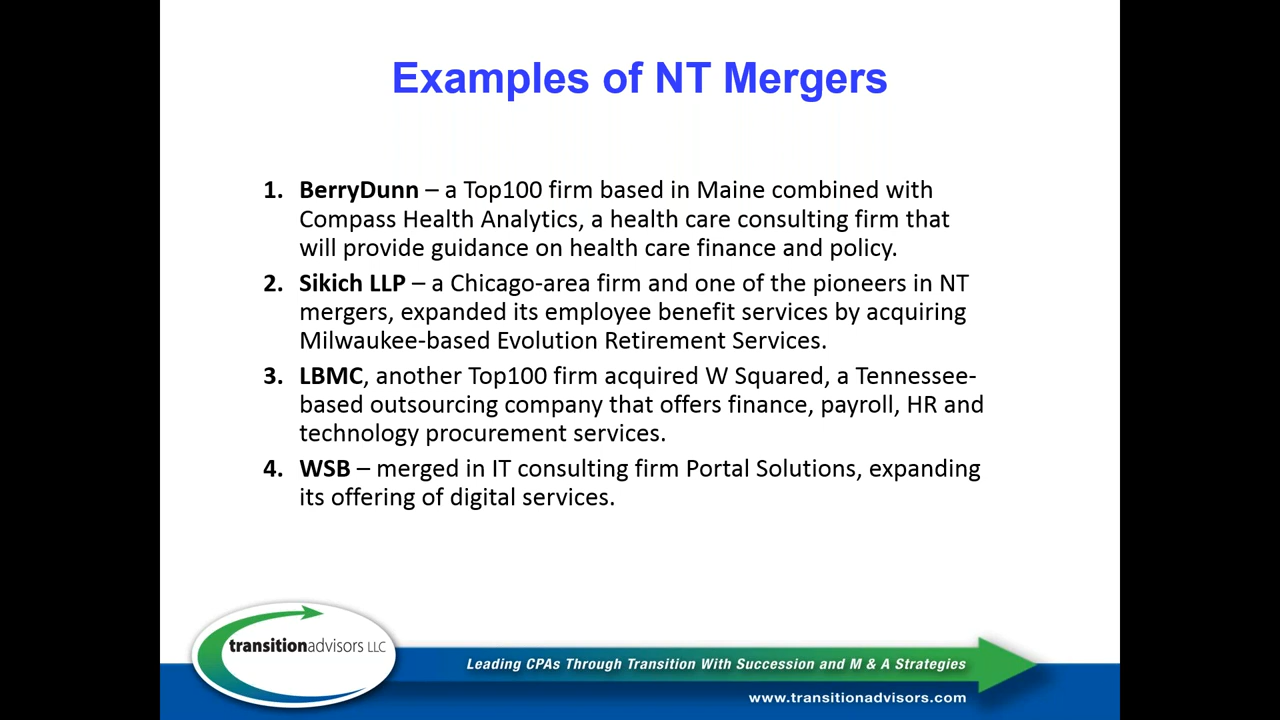 Examples of NT Mergers
1. BerryDunn – a Top100 firm based in Maine combined with
Compass Health Analytics, a health care consulting firm that
will provide guidance on health care finance and policy.
2. Sikich LLP – a Chicago-area firm and one of the pioneers in NT
mergers, expanded its employee benefit services by acquiring
Milwaukee-based Evolution Retirement Services.
3. LBMC, another Top100 firm acquired W Squared, a Tennessee-
based outsourcing company that offers finance, payroll, HR and
technology procurement services.
4. WSB – merged in IT consulting firm Portal Solutions, expanding
its offering of digital services.
transitionadvisors LLC
Leading CPAs Through Transition With Succession and M & A Strategies
www.transitionadvisors.com